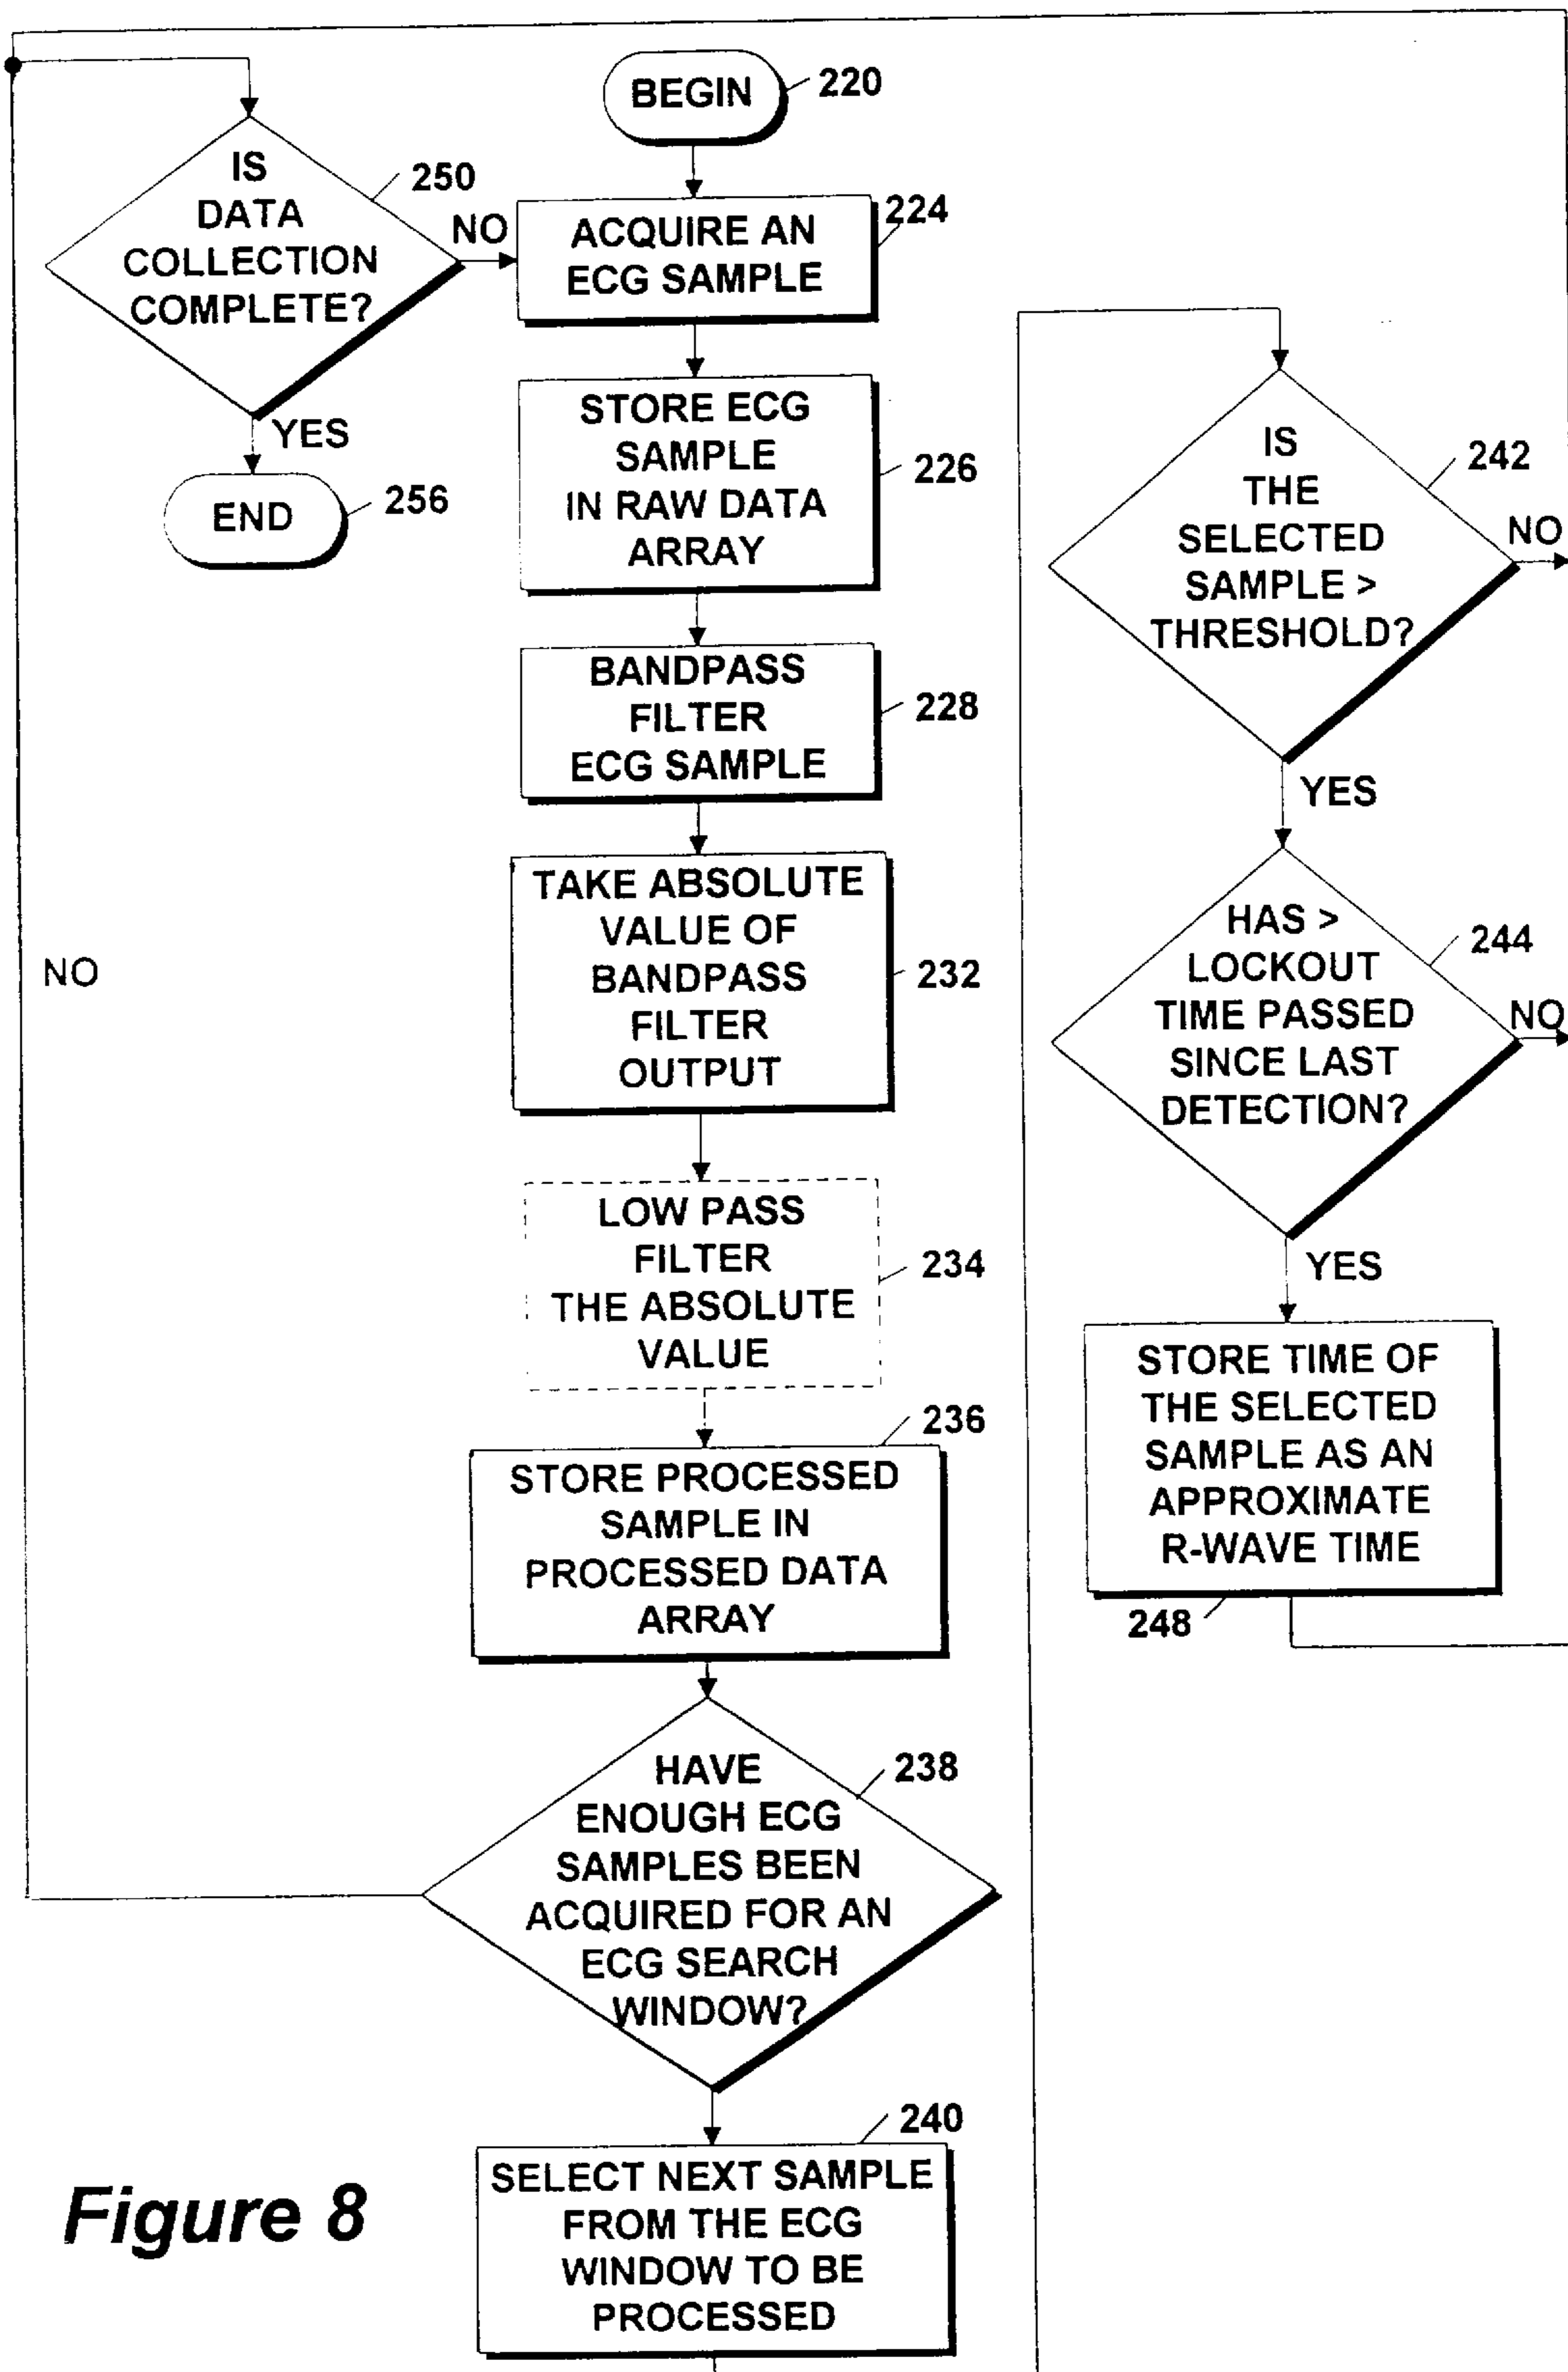 BEGIN
220
IS
DATA
COLLECTION
COMPLETE?
250
NO
YES
END
256
ACQUIRE AN
ECG SAMPLE
224
STORE ECG
SAMPLE
IN RAW DATA
ARRAY
226
BANDPASS
FILTER
ECG SAMPLE
228
TAKE ABSOLUTE
VALUE OF
BANDPASS
FILTER
OUTPUT
232
LOW PASS
FILTER
THE ABSOLUTE
VALUE
234
STORE PROCESSED
SAMPLE IN
PROCESSED DATA
ARRAY
236
HAVE
ENOUGH ECG
SAMPLES BEEN
ACQUIRED FOR AN
ECG SEARCH
WINDOW?
238
NO
SELECT NEXT SAMPLE
FROM THE ECG
WINDOW TO BE
PROCESSED
240
IS
THE
SELECTED
SAMPLE >
THRESHOLD?
242
NO
YES
HAS >
LOCKOUT
TIME PASSED
SINCE LAST
DETECTION?
244
NO
YES
STORE TIME OF
THE SELECTED
SAMPLE AS AN
APPROXIMATE
R-WAVE TIME
248
Figure 8